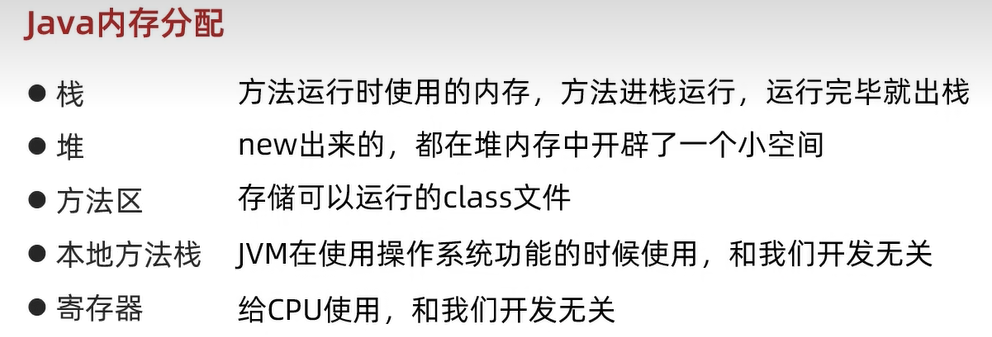 Java内存分配
● 栈 方法运行时使用的内存，方法进栈运行，运行完毕就出栈
● 堆 new出来的，都在堆内存中开辟了一个小空间
● 方法区 存储可以运行的class文件
● 本地方法栈 JVM在使用操作系统功能的时候使用，和我们开发无关
● 寄存器 给CPU使用，和我们开发无关